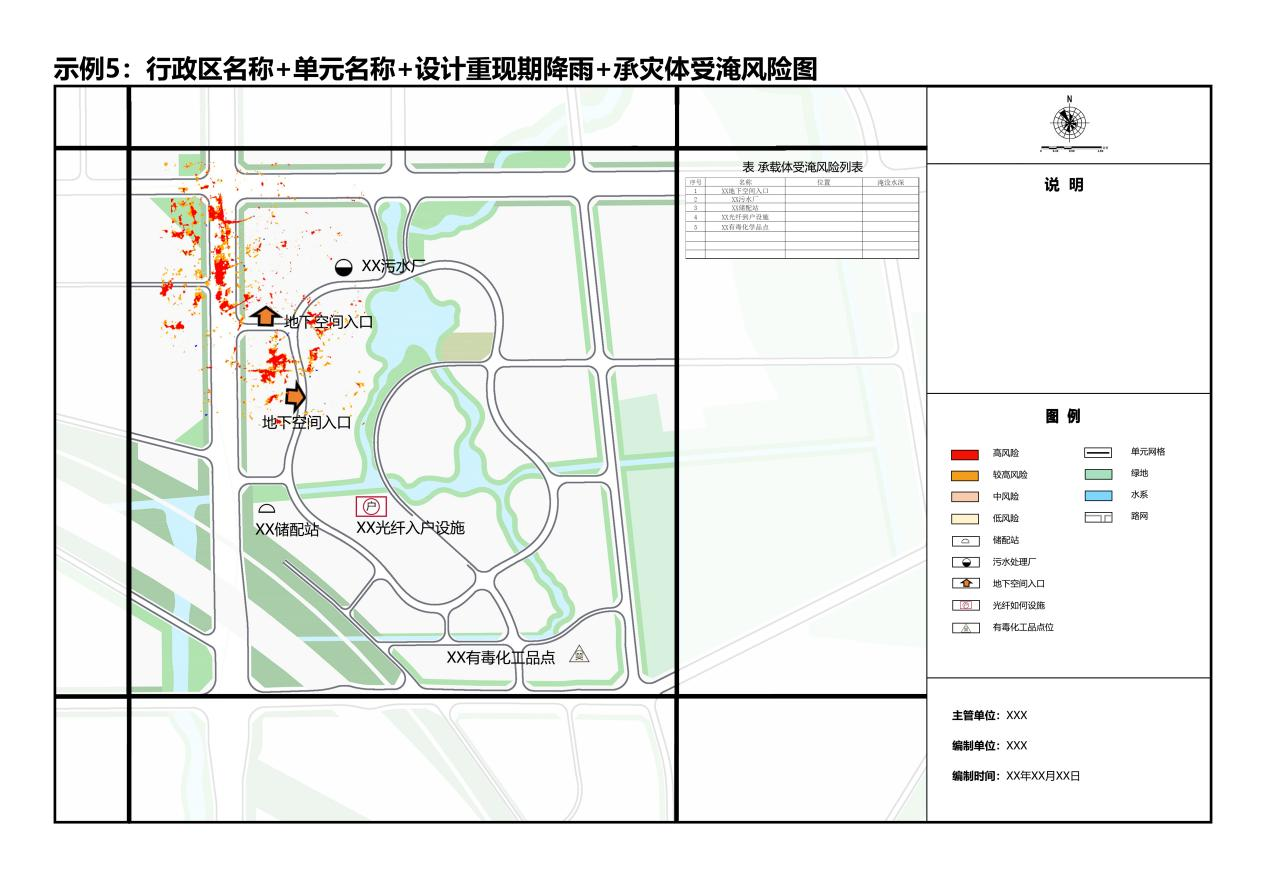 示例5：行政区名称+单元名称+设计重现期降雨+承灾体受淹风险图
N
表 承载体受淹风险列表
序号 名称 位置 淹没水深
1 XX地下空间入口
2 XX污水厂
3 XX储配站
4 XX光纤到户设施
5 XX有毒化学品点
说 明
XX污水厂
地下空间入口
地下空间入口
户
XX储配站
XX光纤入户设施
XX有毒化工品点
图 例
高风险 单元网格
较高风险 绿地
中风险 水系
低风险 路网
储配站
污水处理厂
地下空间入口
光纤如何设施
有毒化工品点位
主管单位：XXX
编制单位：XXX
编制时间：XX年XX月XX日